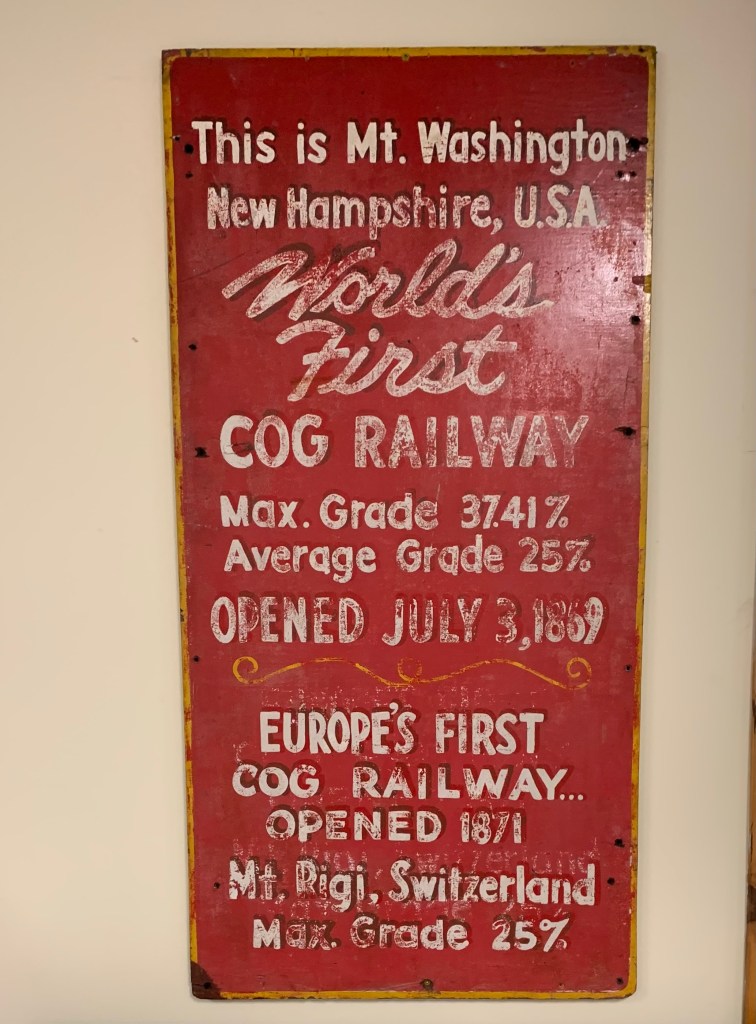 This is Mt. Washington
New Hampshire, U.S.A.
World's
First
COG RAILWAY
Max. Grade 37.41%
Average Grade 25%
OPENED JULY 3, 1869
EUROPE'S FIRST
COG RAILWAY...
OPENED 1871
Mt. Rigi, Switzerland
Max. Grade 25%